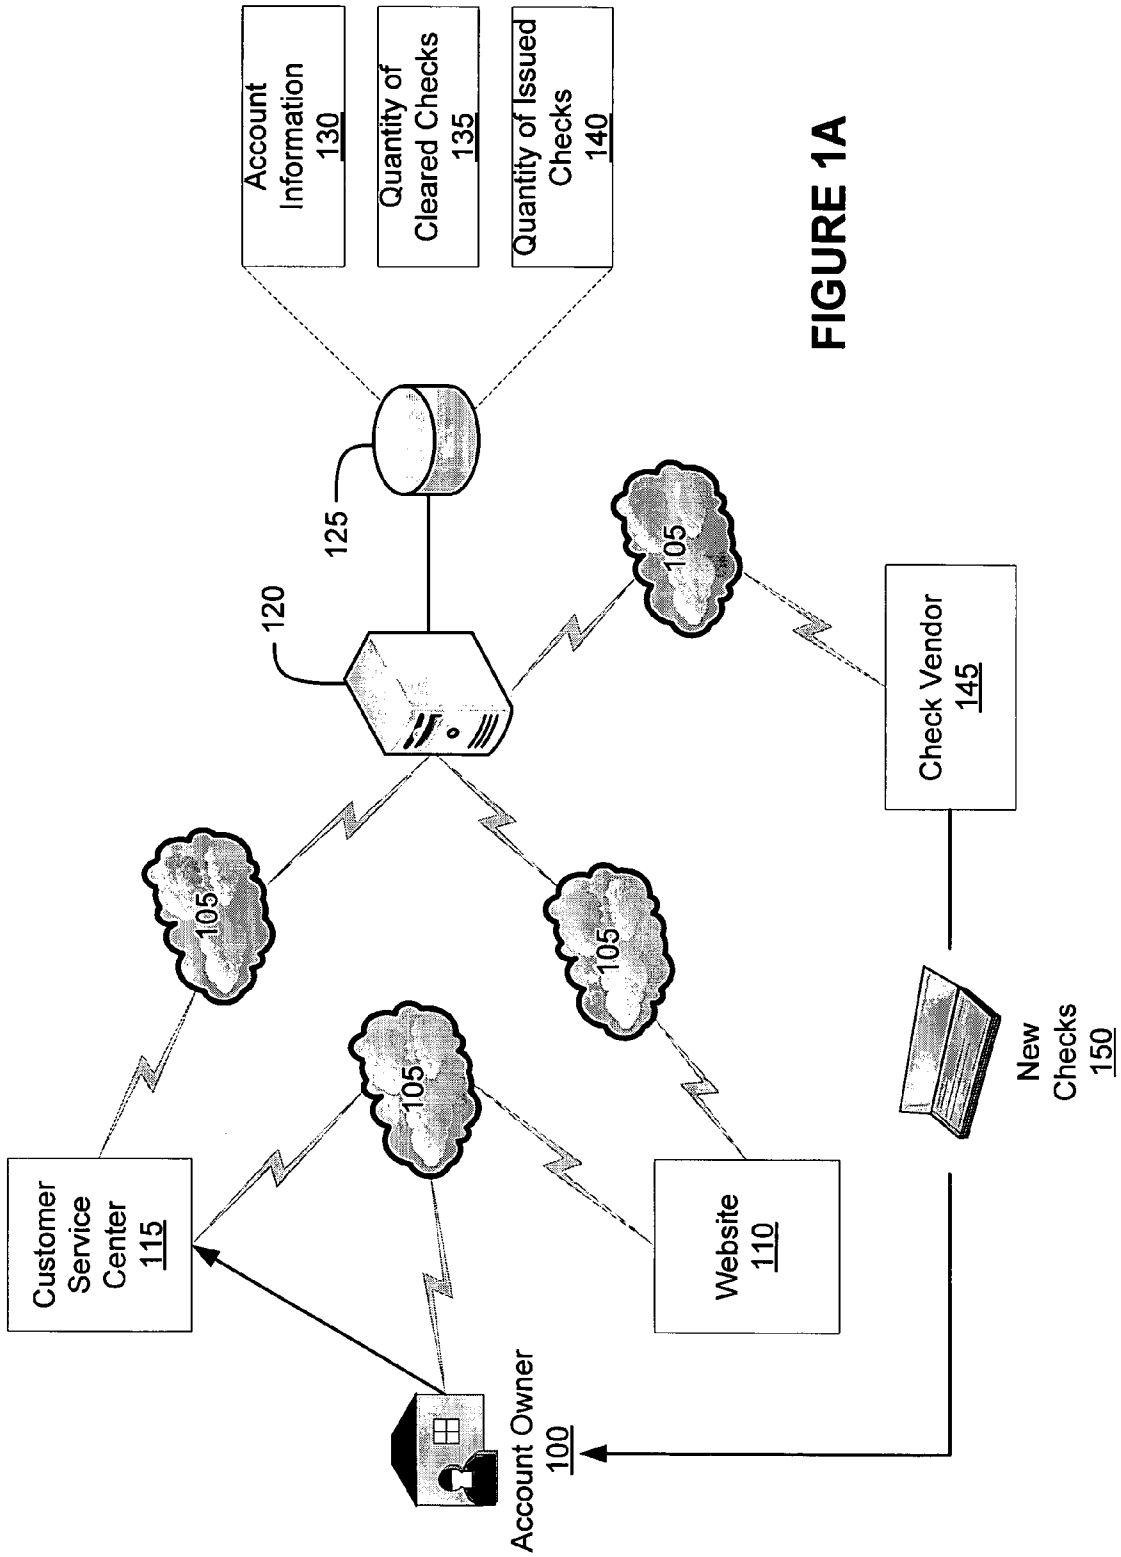 Customer
Service
Center
115
105
120
125
Account
Information
130
Quantity of
Cleared Checks
135
Quantity of Issued
Checks
140
105
Account Owner
100
105
105
Website
110
Check Vendor
145
New
Checks
150
FIGURE 1A